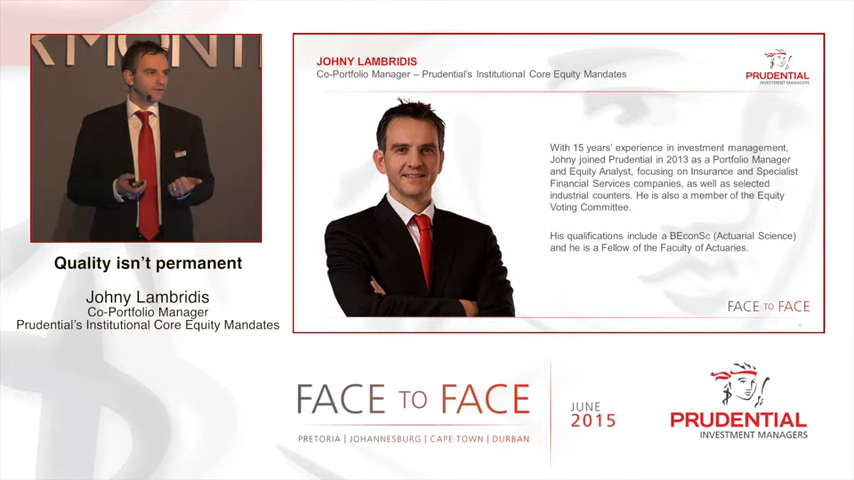 Quality isn’t permanent
Johny Lambridis
Co-Portfolio Manager
Prudential’s Institutional Core Equity Mandates
JOHNY LAMBRIDIS
Co-Portfolio Manager – Prudential’s Institutional Core Equity Mandates
PRUDENTIAL
INVESTMENT MANAGERS
With 15 years’ experience in investment management,
Johny joined Prudential in 2013 as a Portfolio Manager
and Equity Analyst, focusing on Insurance and Specialist
Financial Services companies, as well as selected
industrial counters. He is also a member of the Equity
Voting Committee.
His qualifications include a BEconSc (Actuarial Science)
and he is a Fellow of the Faculty of Actuaries.
FACE TO FACE
FACE TO FACE
PRETORIA | JOHANNESBURG | CAPE TOWN | DURBAN
JUNE
2015
PRUDENTIAL
INVESTMENT MANAGERS